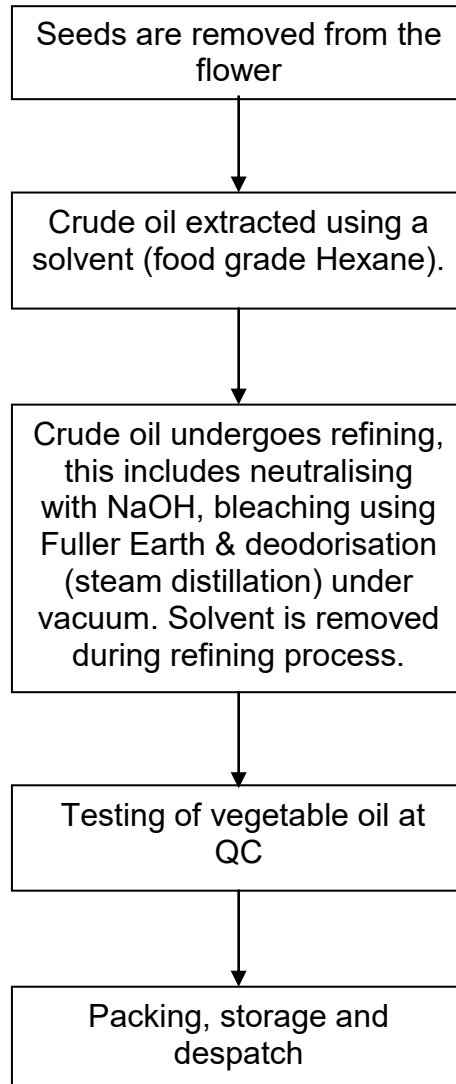 Seeds are removed from the
flower
Crude oil extracted using a
solvent (food grade Hexane).
Crude oil undergoes refining,
this includes neutralising
with NaOH, bleaching using
Fuller Earth & deodorisation
(steam distillation) under
vacuum. Solvent is removed
during refining process.
Testing of vegetable oil at
QC
Packing, storage and
despatch